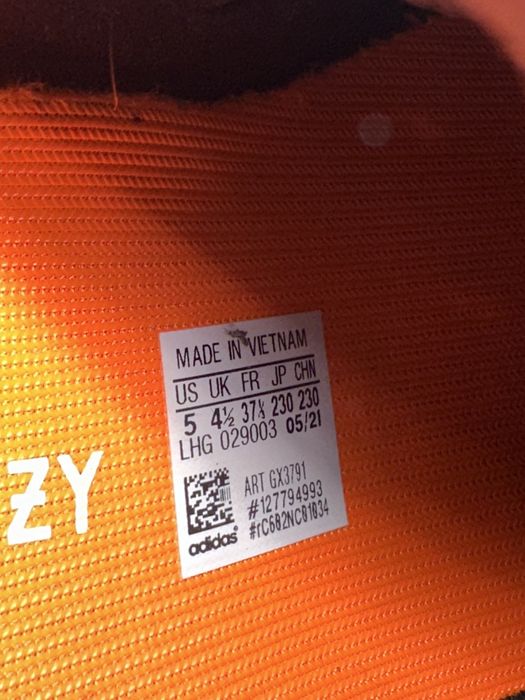 MADE IN VIETNAM
US UK FR JP CHN
5 4½ 37⅓ 230 230
LHG 029003 05/21
ART GX3791
#127794993
#rC602NC01034
adidas
ZY